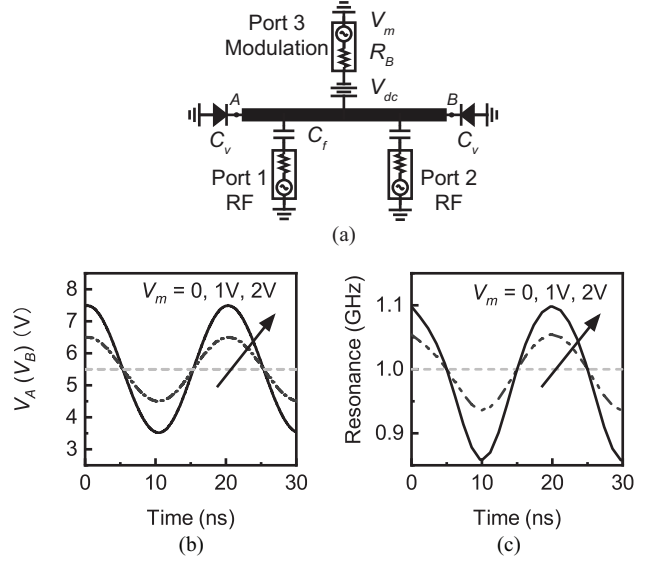 Port 3
Modulation
V_m
R_B
V_dc
A
B
C_v
C_f
C_v
Port 1
RF
Port 2
RF
(a)
V_m = 0, 1V, 2V
V_A (V_B) (V)
8
7
6
5
4
3
0 10 20 30
Time (ns)
(b)
V_m = 0, 1V, 2V
Resonance (GHz)
1.1
1.0
0.9
0 10 20 30
Time (ns)
(c)